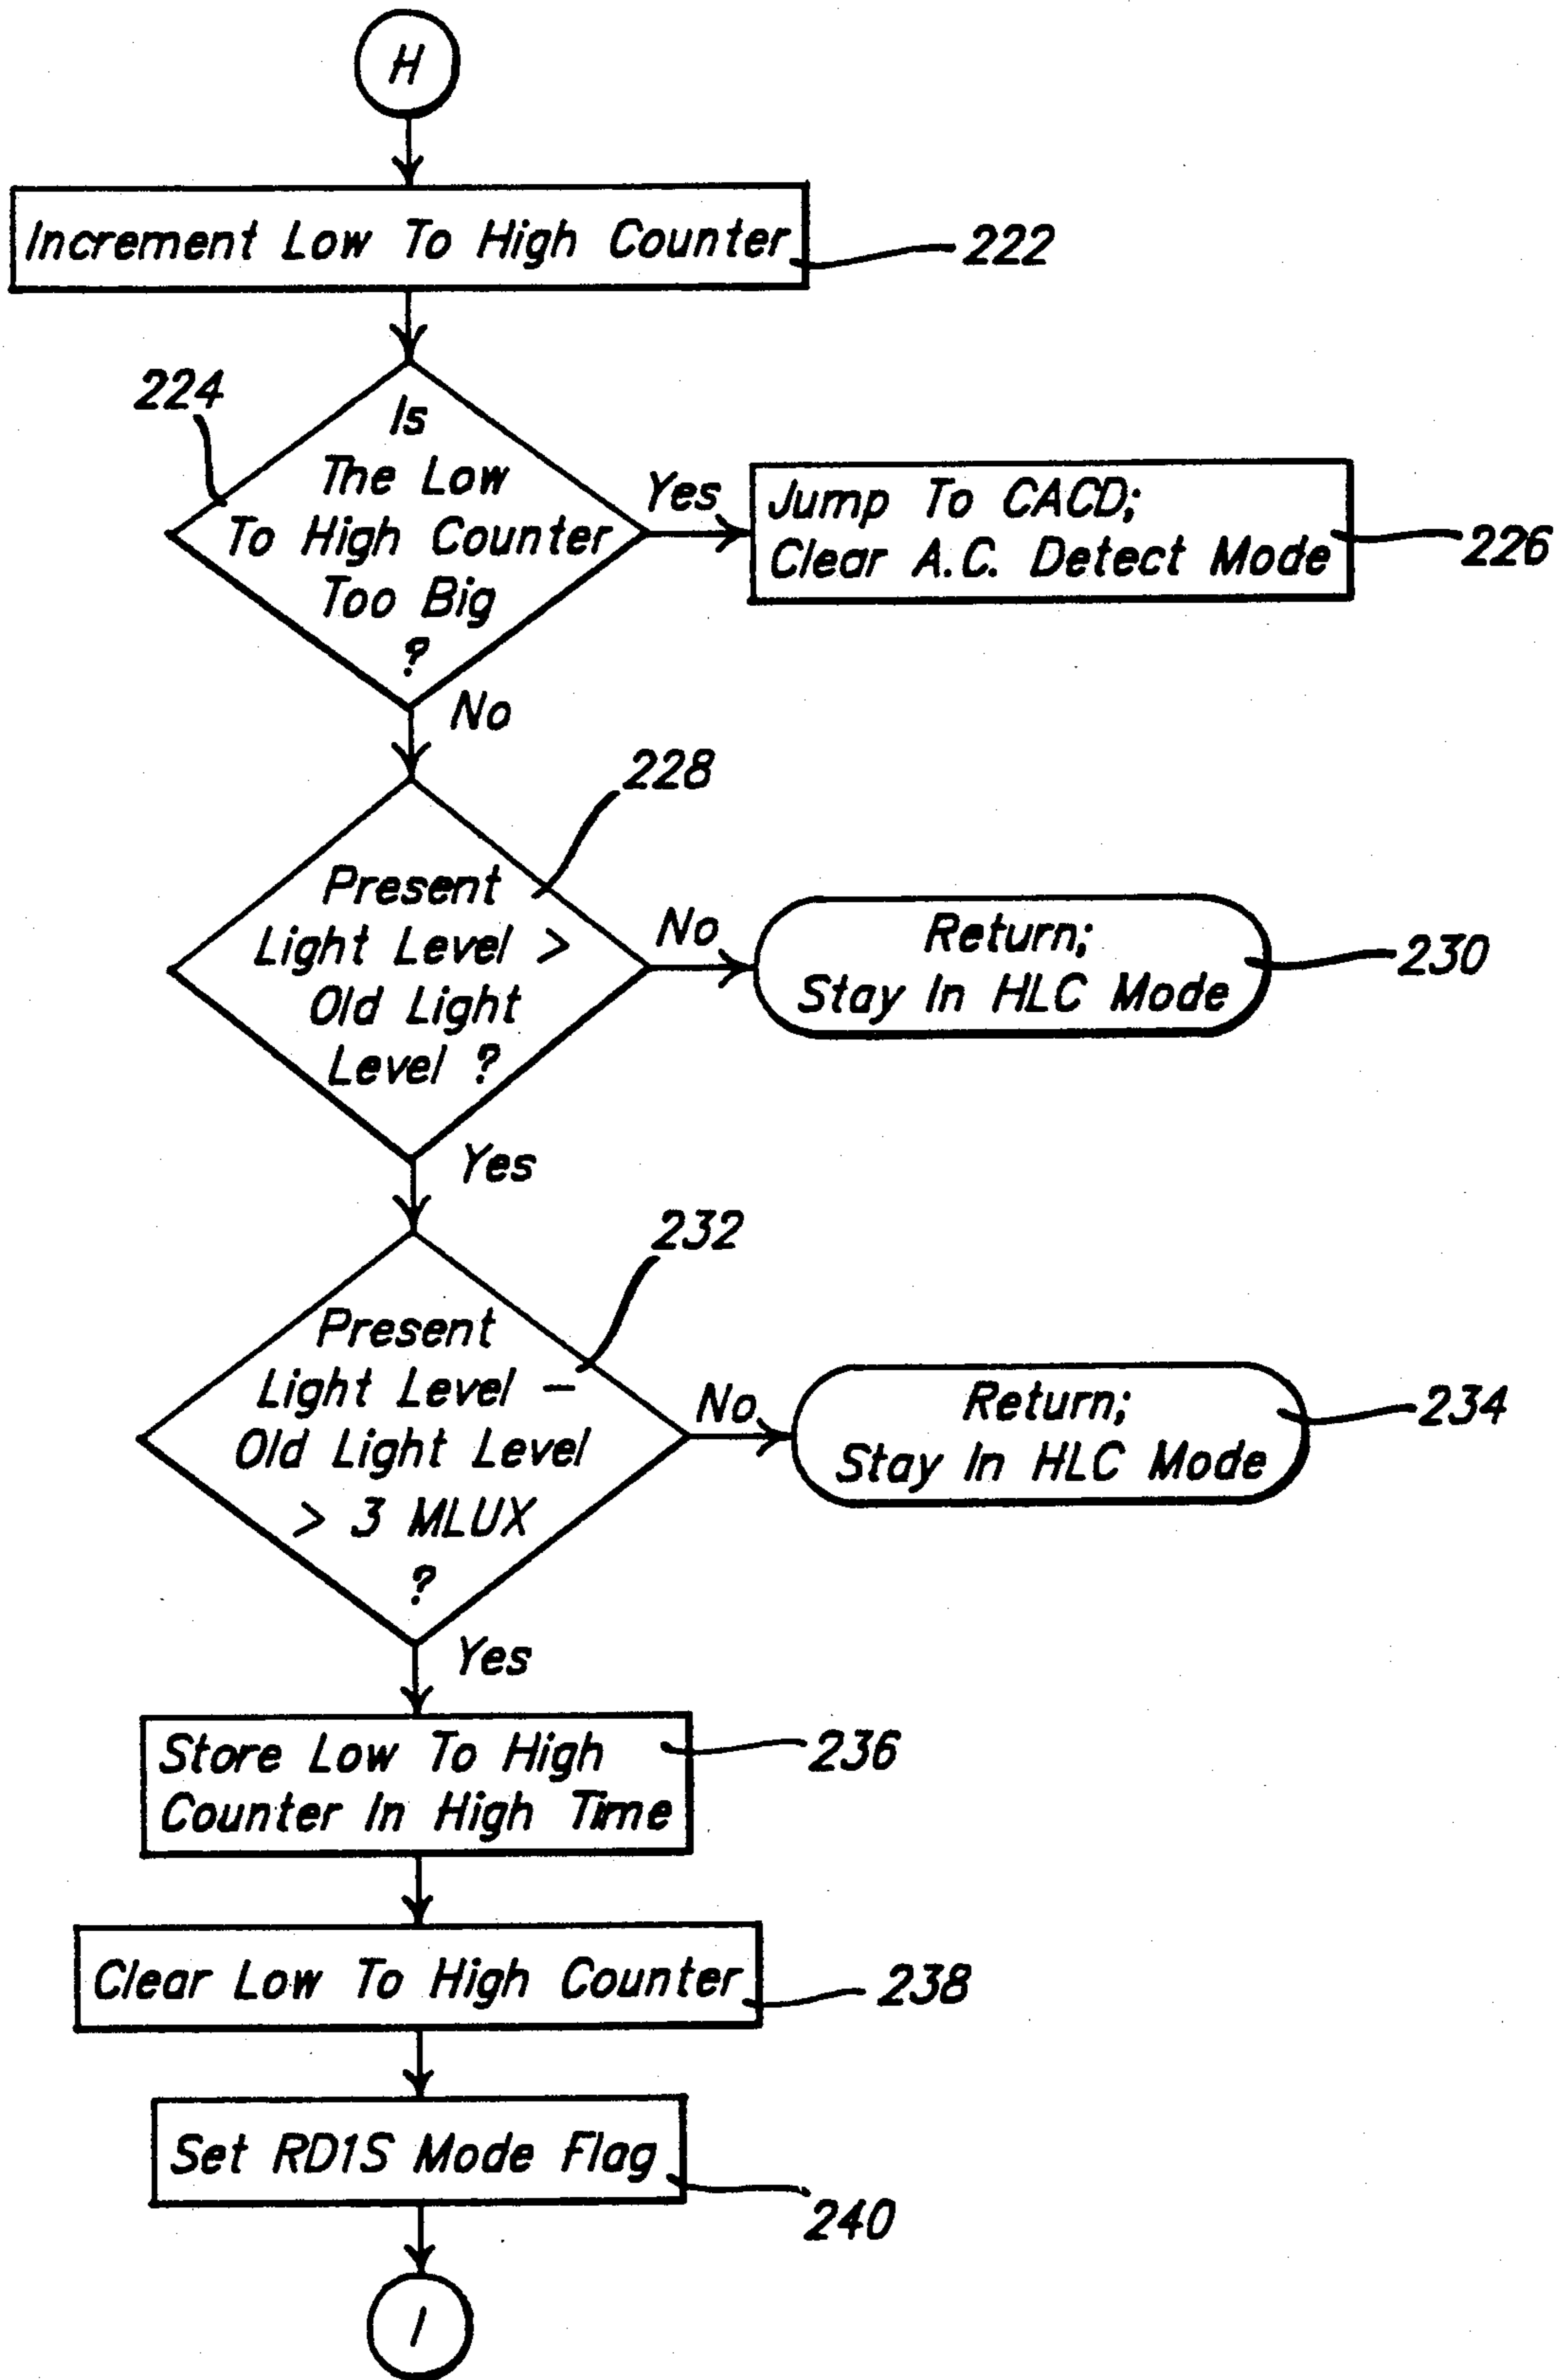 H
Increment Low To High Counter
222
224
Is
The Low
To High Counter
Too Big
?
Yes
Jump To CACD;
Clear A.C. Detect Mode
226
No
228
Present
Light Level >
Old Light
Level ?
No
Return;
Stay In HLC Mode
230
Yes
232
Present
Light Level –
Old Light Level
> 3 MLUX
?
No
Return;
Stay In HLC Mode
234
Yes
Store Low To High
Counter In High Time
236
Clear Low To High Counter
238
Set RD1S Mode Flag
240
I